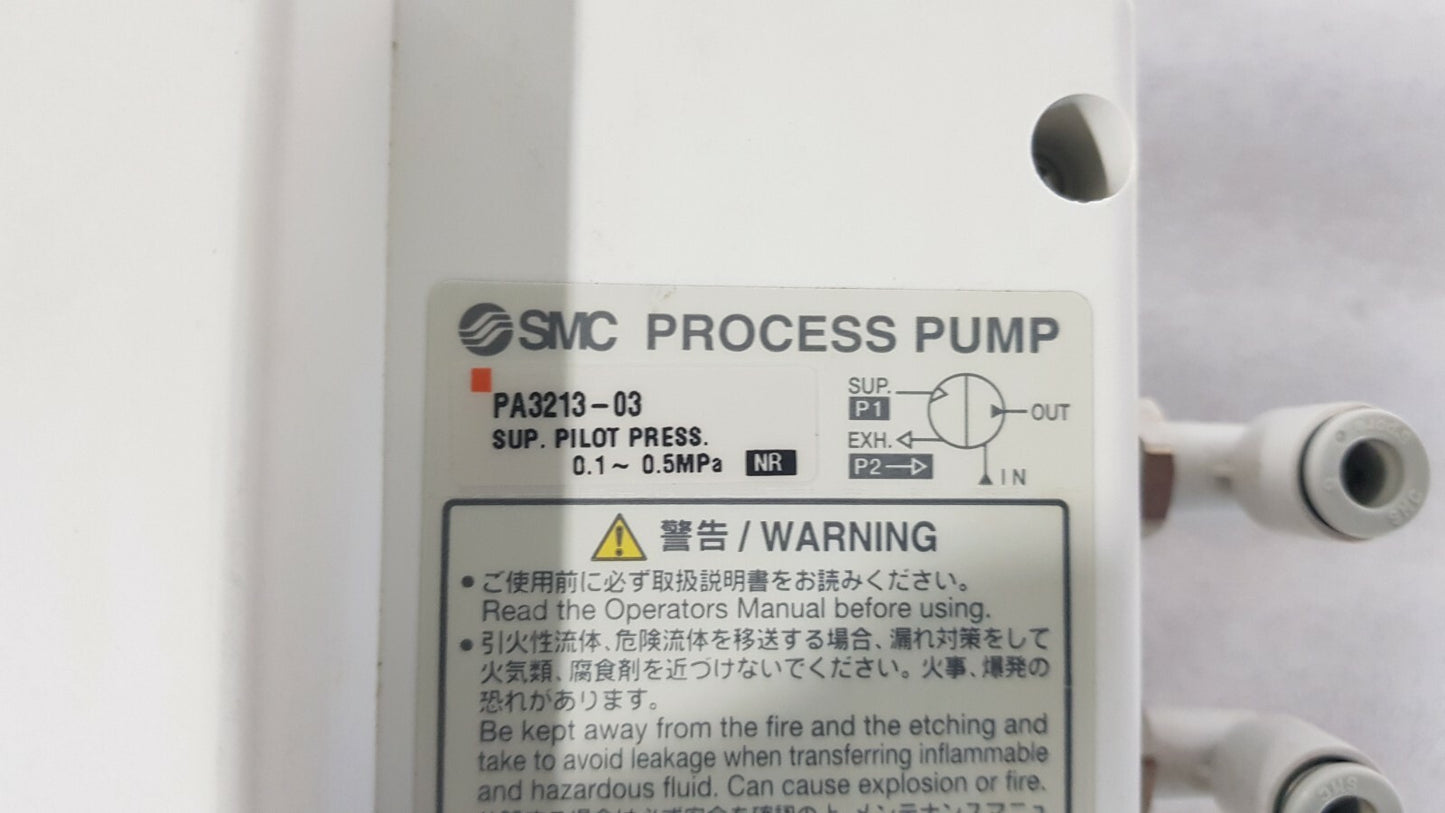 SMC PROCESS PUMP
PA3213-03
SUP. PILOT PRESS.
0.1~ 0.5MPa NR
SUP.
P1
OUT
EXH.
P2
IN
警告 / WARNING
• ご使用前に必ず取扱説明書をお読みください。
Read the Operators Manual before using.
• 引火性流体、危険流体を移送する場合、漏れ対策をして
火気類、腐食剤を近づけないでください。火事、爆発の
恐れがあります。
Be kept away from the fire and the etching and
take to avoid leakage when transferring inflammable
and hazardous fluid. Can cause explosion or fire.
SMC
SMC